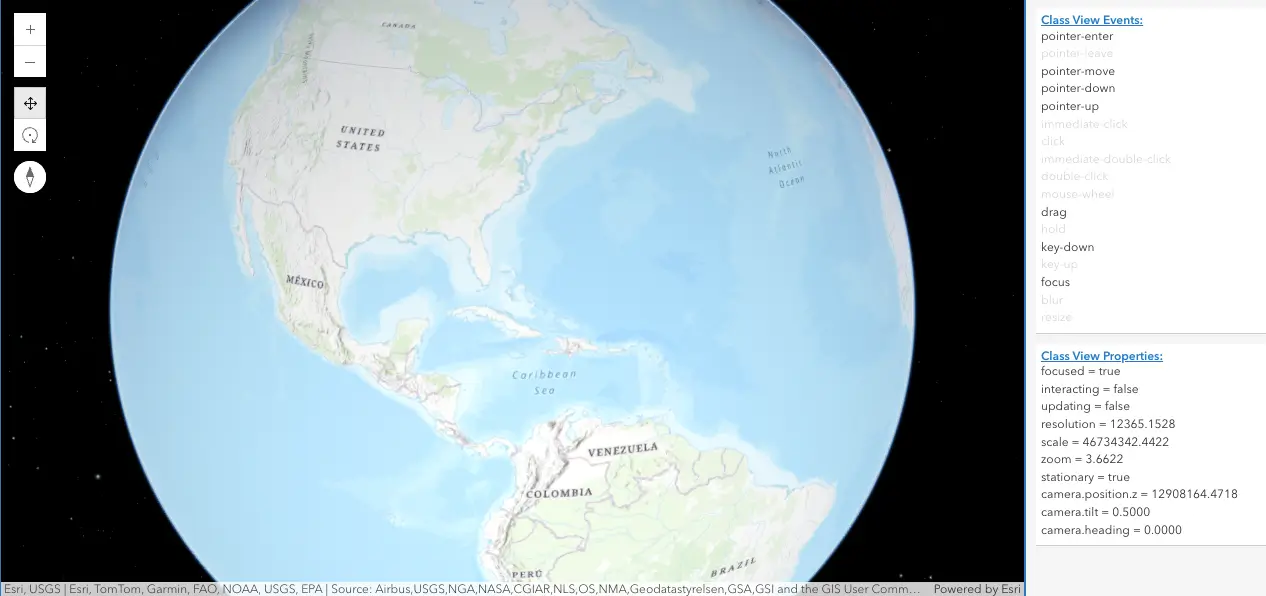 +
CANADA
−
UNITED
STATES
North
Atlantic
Ocean
MÉXICO
Caribbean
Sea
VENEZUELA
COLOMBIA
PERÚ
BRAZIL
Esri, USGS | Esri, TomTom, Garmin, FAO, NOAA, USGS, EPA | Source: Airbus,USGS,NGA,NASA,CGIAR,NLS,OS,NMA,Geodatastyrelsen,GSA,GSI and the GIS User Comm…
Powered by Esri
Class View Events:
pointer-enter
pointer-leave
pointer-move
pointer-down
pointer-up
immediate-click
click
immediate-double-click
double-click
mouse-wheel
drag
hold
key-down
key-up
focus
blur
resize
Class View Properties:
focused = true
interacting = false
updating = false
resolution = 12365.1528
scale = 46734342.4422
zoom = 3.6622
stationary = true
camera.position.z = 12908164.4718
camera.tilt = 0.5000
camera.heading = 0.0000